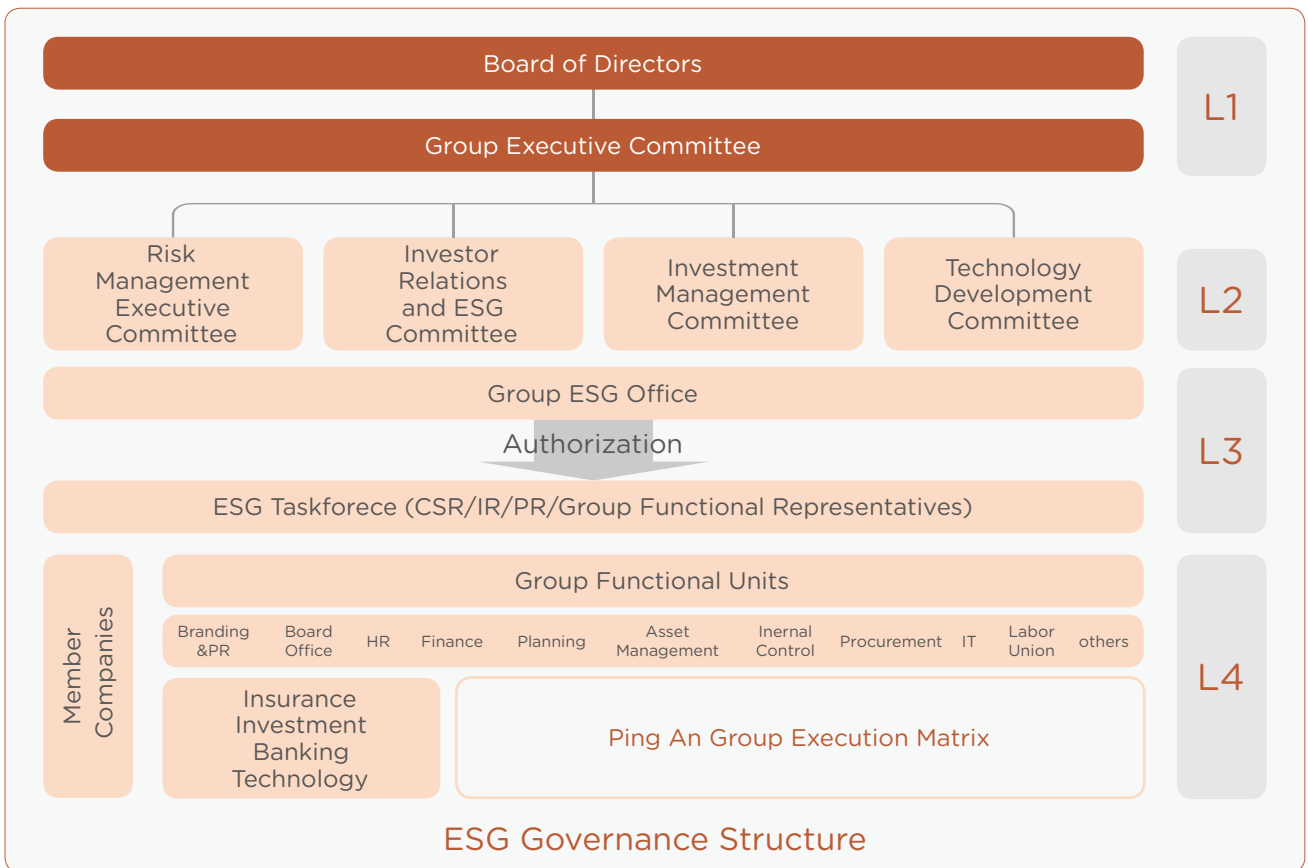 Board of Directors
L1
Group Executive Committee
Risk
Management
Executive
Committee
Investor
Relations
and ESG
Committee
Investment
Management
Committee
Technology
Development
Committee
L2
Group ESG Office
Authorization
L3
ESG Taskforece (CSR/IR/PR/Group Functional Representatives)
Member
Companies
Group Functional Units
Branding
&PR
Board
Office
HR
Finance
Planning
Asset
Management
Inernal
Control
Procurement
IT
Labor
Union
others
L4
Insurance
Investment
Banking
Technology
Ping An Group Execution Matrix
ESG Governance Structure